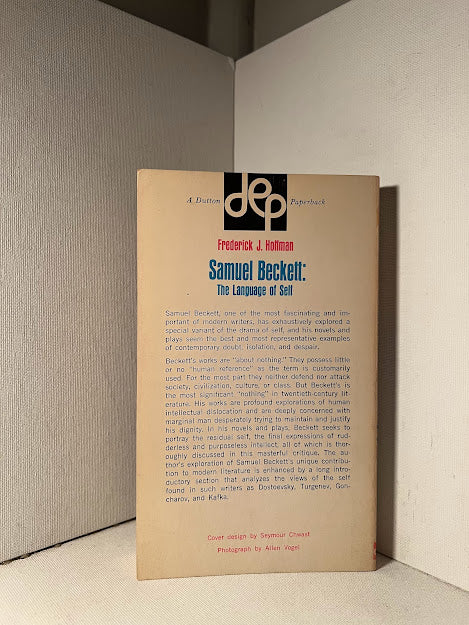 A Dutton dep Paperback
Frederick J. Hoffman
Samuel Beckett:
The Language of Self
Samuel Beckett, one of the most fascinating and im-
portant of modern writers, has exhaustively explored a
special variant of the drama of self, and his novels and
plays seem the best and most representative examples
of contemporary doubt, isolation, and despair.
Beckett's works are "about nothing." They possess little
or no "human reference" as the term is customarily
used. For the most part they neither defend nor attack
society, civilization, culture, or class. But Beckett's is
the most significant "nothing" in twentieth-century lit-
erature. His works are profound explorations of human
intellectual dislocation and are deeply concerned with
marginal man desperately trying to maintain and justify
his dignity. In his novels and plays, Beckett seeks to
portray the residual self, the final expressions of rud-
derless and purposeless intellect, all of which is thor-
oughly discussed in this masterful critique. The au-
thor's exploration of Samuel Beckett's unique contribu-
tion to modern literature is enhanced by a long intro-
ductory section that analyzes the views of the self
found in such writers as Dostoevsky, Turgenev, Gon-
charov, and Kafka.
Cover design by Seymour Chwast
Photograph by Allen Vogel